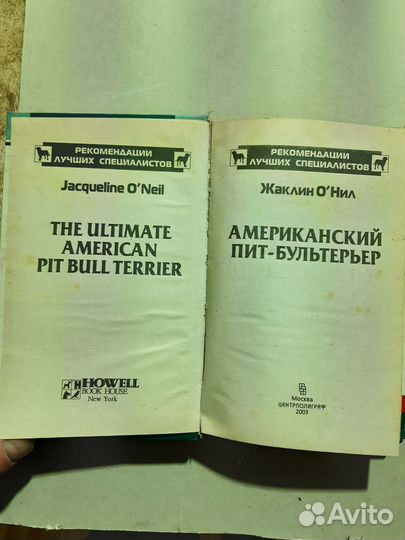 РЕКОМЕНДАЦИИ
ЛУЧШИХ СПЕЦИАЛИСТОВ
Jacqueline O'Neil
THE ULTIMATE
AMERICAN
PIT BULL TERRIER
HOWELL
BOOK HOUSE
New York
РЕКОМЕНДАЦИИ
ЛУЧШИХ СПЕЦИАЛИСТОВ
Жаклин О'Нил
АМЕРИКАНСКИЙ
ПИТ-БУЛЬТЕРЬЕР
Москва
ЦЕНТРПОЛИГРАФ
2003
Avito